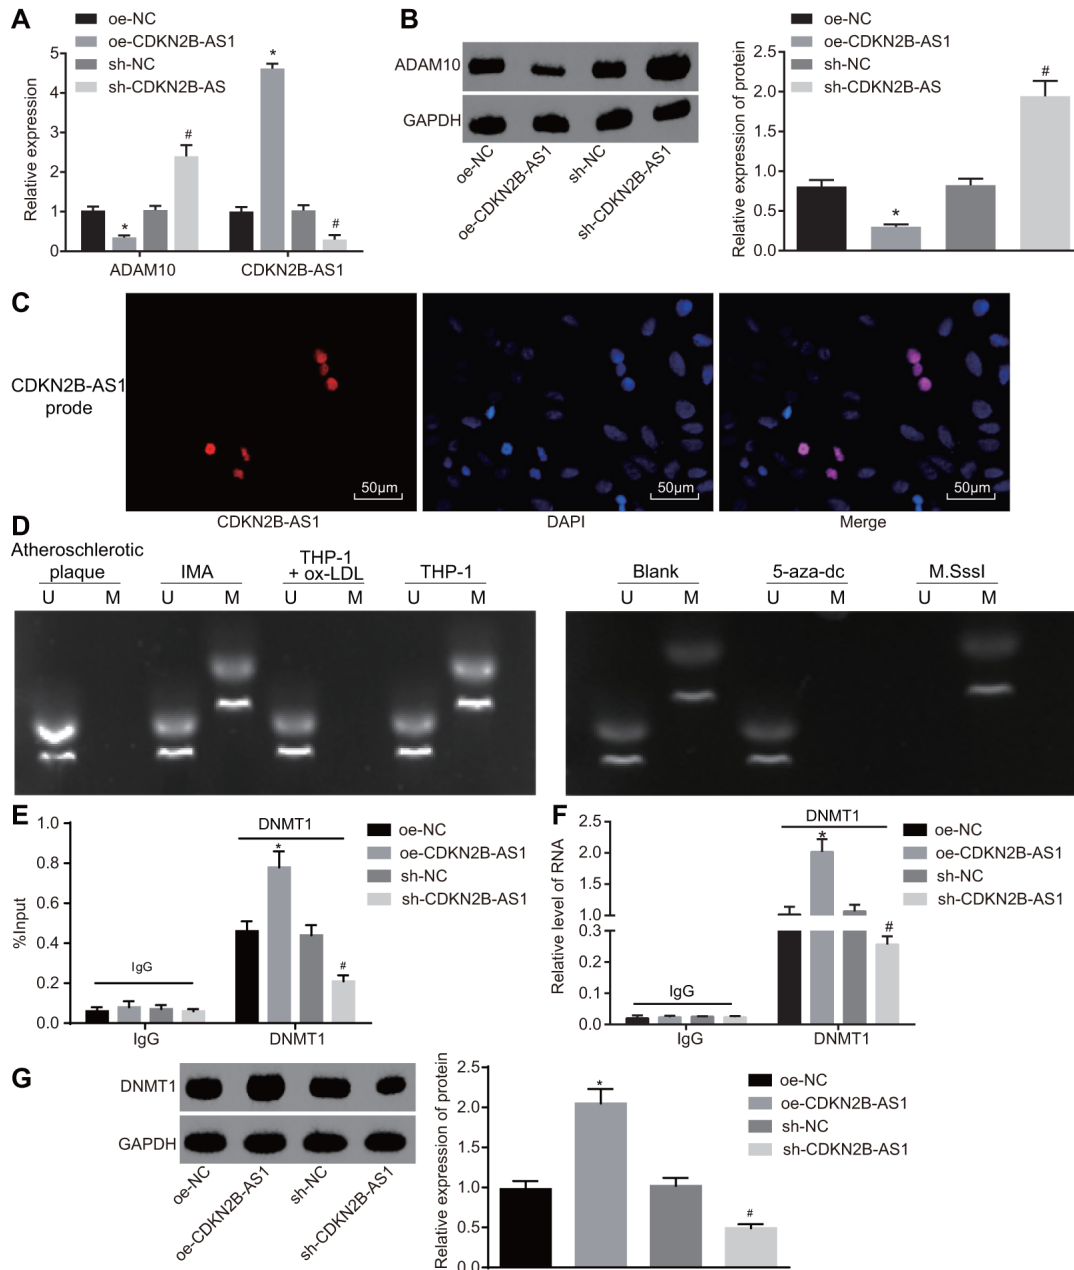 A
oe-NC
oe-CDKN2B-AS1
sh-NC
sh-CDKN2B-AS
Relative expression
5
4
3
2
1
0
*
#
*
#
ADAM10
CDKN2B-AS1
B
ADAM10
GAPDH
oe-NC
oe-CDKN2B-AS1
sh-NC
sh-CDKN2B-AS1
oe-NC
oe-CDKN2B-AS1
sh-NC
sh-CDKN2B-AS
Relative expression of protein
2.5
2.0
1.5
1.0
0.5
0.0
*
#
C
CDKN2B-AS1
prode
50μm
50μm
50μm
CDKN2B-AS1
DAPI
Merge
D
Atheroschlerotic
plaque
IMA
THP-1
+ ox-LDL
THP-1
U M U M U M U M
Blank
5-aza-dc
M.SssI
U M U M U M
E
%Input
1.0
0.8
0.6
0.4
0.2
0.0
IgG
DNMT1
*
#
IgG
DNMT1
oe-NC
oe-CDKN2B-AS1
sh-NC
sh-CDKN2B-AS1
F
Relative level of RNA
2.5
2.0
1.5
1.0
0.3
0.2
0.1
0.0
IgG
DNMT1
*
#
IgG
DNMT1
oe-NC
oe-CDKN2B-AS1
sh-NC
sh-CDKN2B-AS1
G
DNMT1
GAPDH
oe-NC
oe-CDKN2B-AS1
sh-NC
sh-CDKN2B-AS1
Relative expression of protein
2.5
2.0
1.5
1.0
0.5
0.0
*
#
oe-NC
oe-CDKN2B-AS1
sh-NC
sh-CDKN2B-AS1